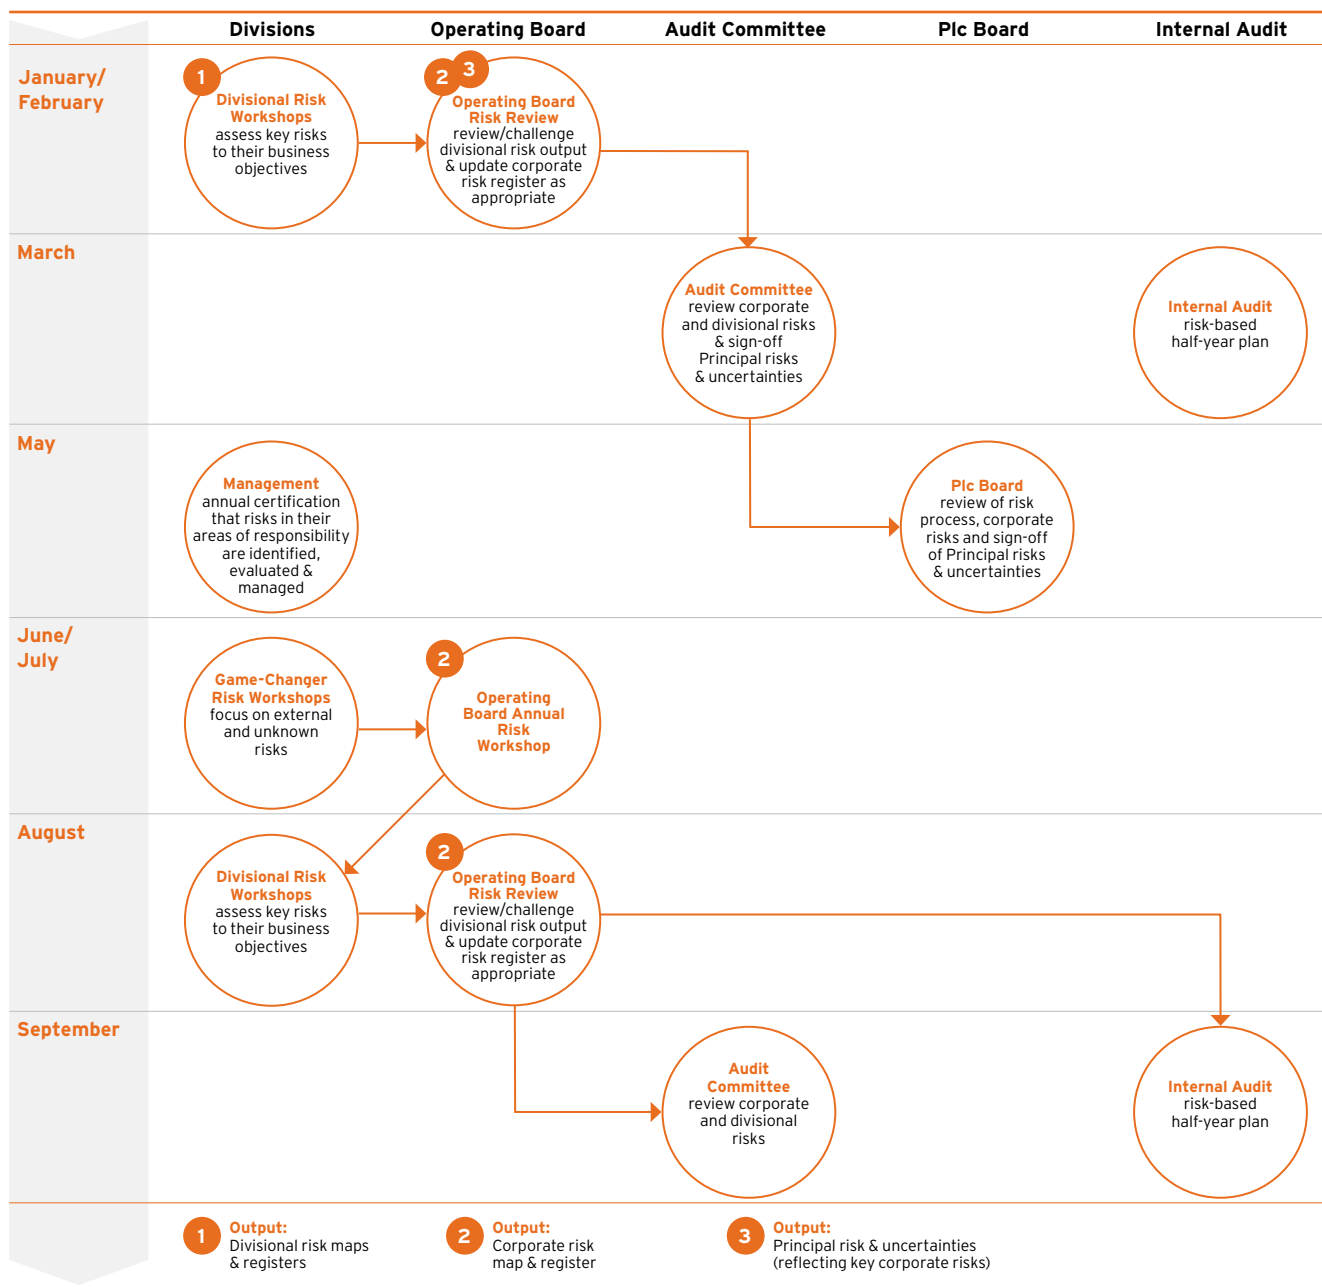 Divisions
Operating Board
Audit Committee
Plc Board
Internal Audit
January/
February
1
Divisional Risk
Workshops
assess key risks
to their business
objectives
2
3
Operating Board
Risk Review
review/challenge
divisional risk output
& update corporate
risk register as
appropriate
March
Audit Committee
review corporate
and divisional risks
& sign-off
Principal risks
& uncertainties
Internal Audit
risk-based
half-year plan
May
Management
annual certification
that risks in their
areas of responsibility
are identified,
evaluated &
managed
Plc Board
review of risk
process, corporate
risks and sign-off
of Principal risks
& uncertainties
June/
July
Game-Changer
Risk Workshops
focus on external
and unknown
risks
2
Operating
Board Annual
Risk
Workshop
August
Divisional Risk
Workshops
assess key risks
to their business
objectives
2
Operating Board
Risk Review
review/challenge
divisional risk output
& update corporate
risk register as
appropriate
September
Audit
Committee
review corporate
and divisional
risks
Internal Audit
risk-based
half-year plan
1
Output:
Divisional risk maps
& registers
2
Output:
Corporate risk
map & register
3
Output:
Principal risk & uncertainties
(reflecting key corporate risks)